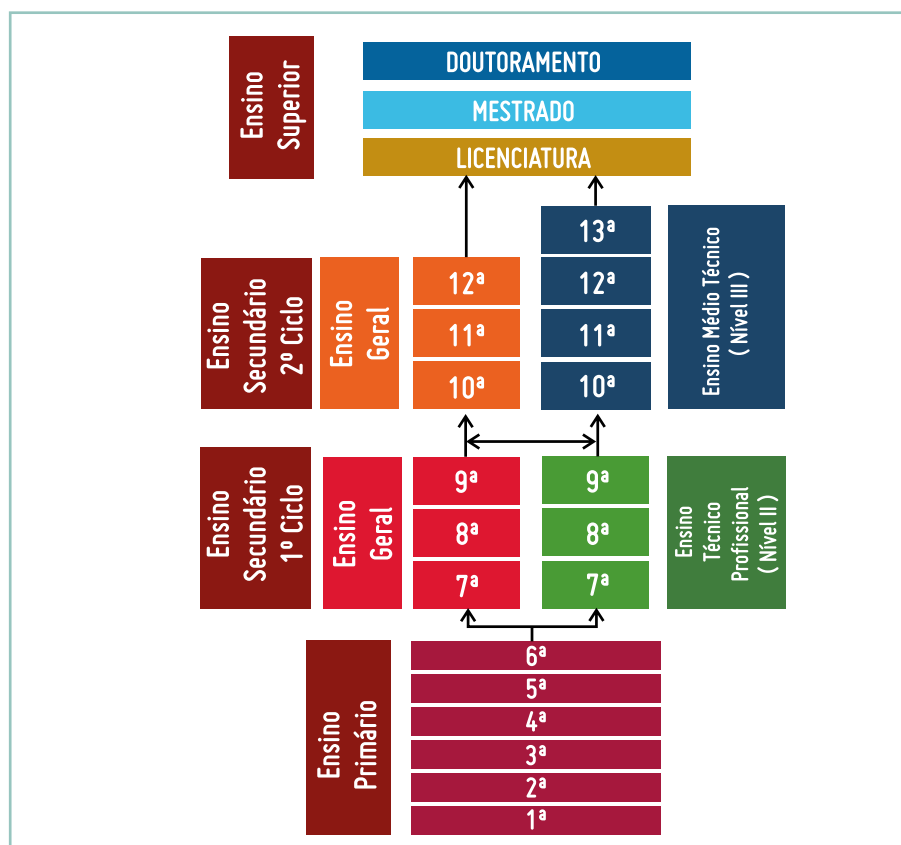 Ensino
Superior
DOUTORAMENTO
MESTRADO
LICENCIATURA
Ensino
Secundário
2º Ciclo
Ensino
Geral
12ª
11ª
10ª
13ª
12ª
11ª
10ª
Ensino Médio Técnico
( Nível III )
Ensino
Secundário
1º Ciclo
Ensino
Geral
9ª
8ª
7ª
9ª
8ª
7ª
Ensino
Técnico
Profissional
( Nível II )
Ensino
Primário
6ª
5ª
4ª
3ª
2ª
1ª